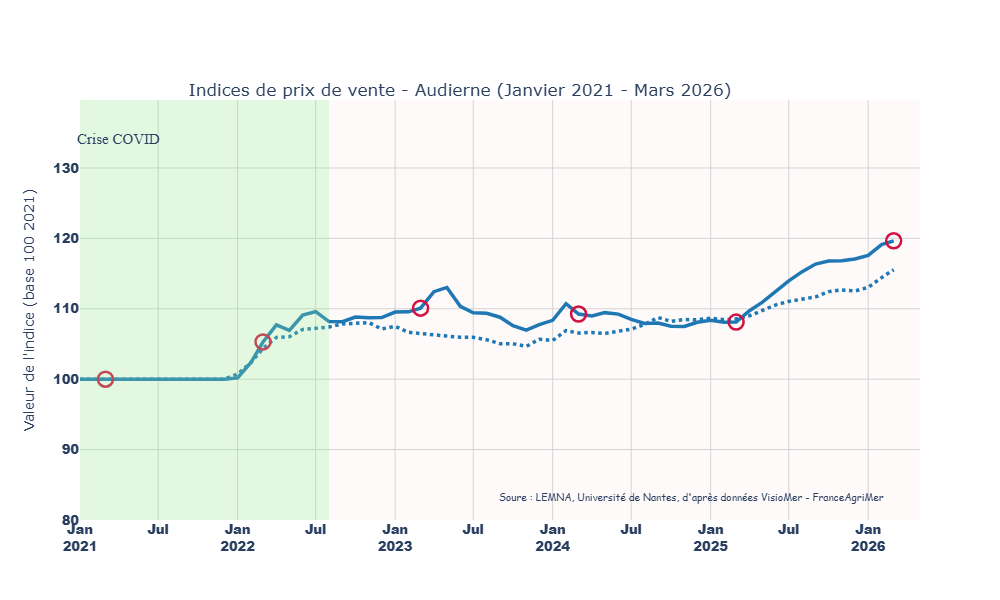 Indices de prix de vente - Audierne (Janvier 2021 - Mars 2026)
Crise COVID
Valeur de l'indice (base 100 2021)
130
120
110
100
90
80
Soure : LEMNA, Université de Nantes, d'après données VisioMer - FranceAgriMer
Jan Jul Jan Jul Jan Jul Jan Jul Jan Jul Jan
2021 2022 2023 2024 2025 2026